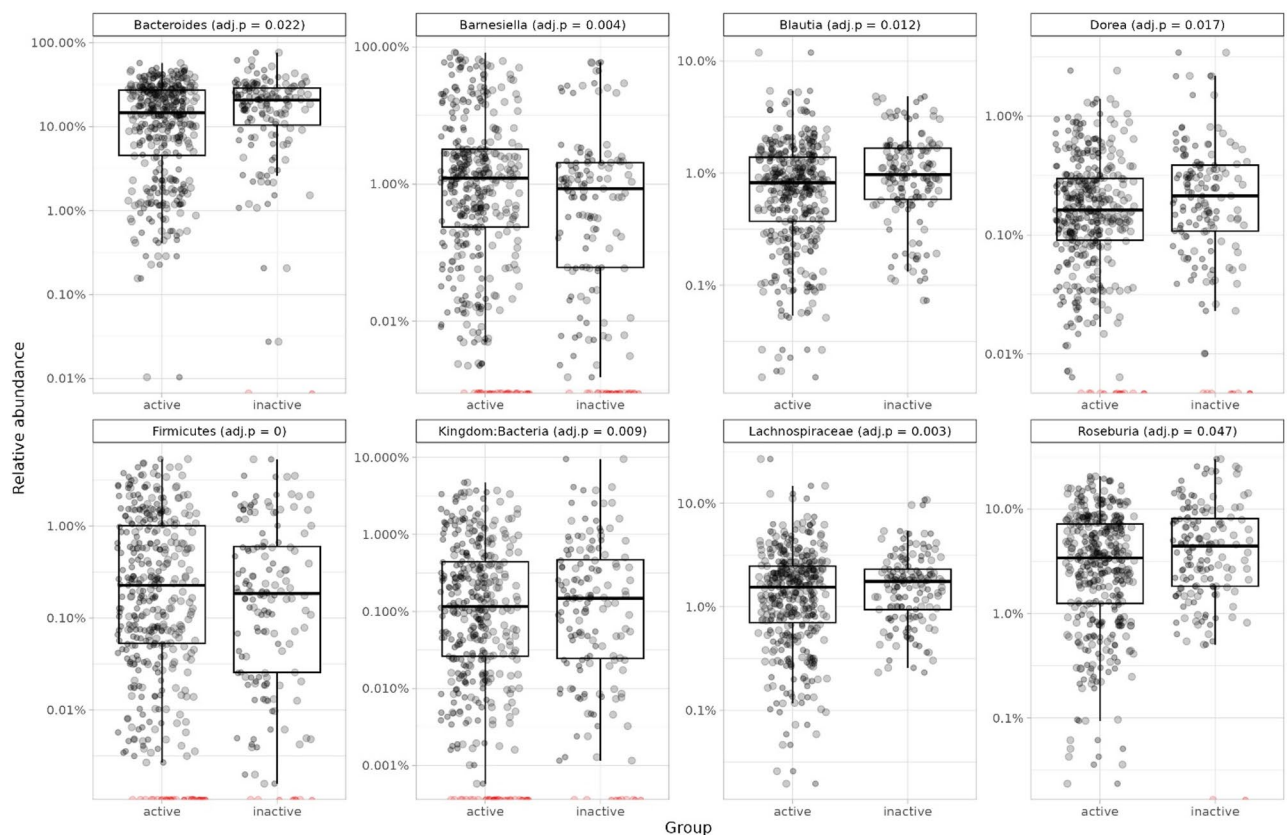 Bacteroides (adj.p = 0.022)
Barnesiella (adj.p = 0.004)
Blautia (adj.p = 0.012)
Dorea (adj.p = 0.017)
100.00%
10.00%
1.00%
0.10%
0.01%
active
inactive
100.00%
1.00%
0.01%
active
inactive
10.0%
1.0%
0.1%
active
inactive
1.00%
0.10%
0.01%
active
inactive
Relative abundance
Firmicutes (adj.p = 0)
Kingdom:Bacteria (adj.p = 0.009)
Lachnospiraceae (adj.p = 0.003)
Roseburia (adj.p = 0.047)
1.00%
0.10%
0.01%
active
inactive
10.000%
1.000%
0.100%
0.010%
0.001%
active
inactive
10.0%
1.0%
0.1%
active
inactive
10.0%
1.0%
0.1%
active
inactive
Group